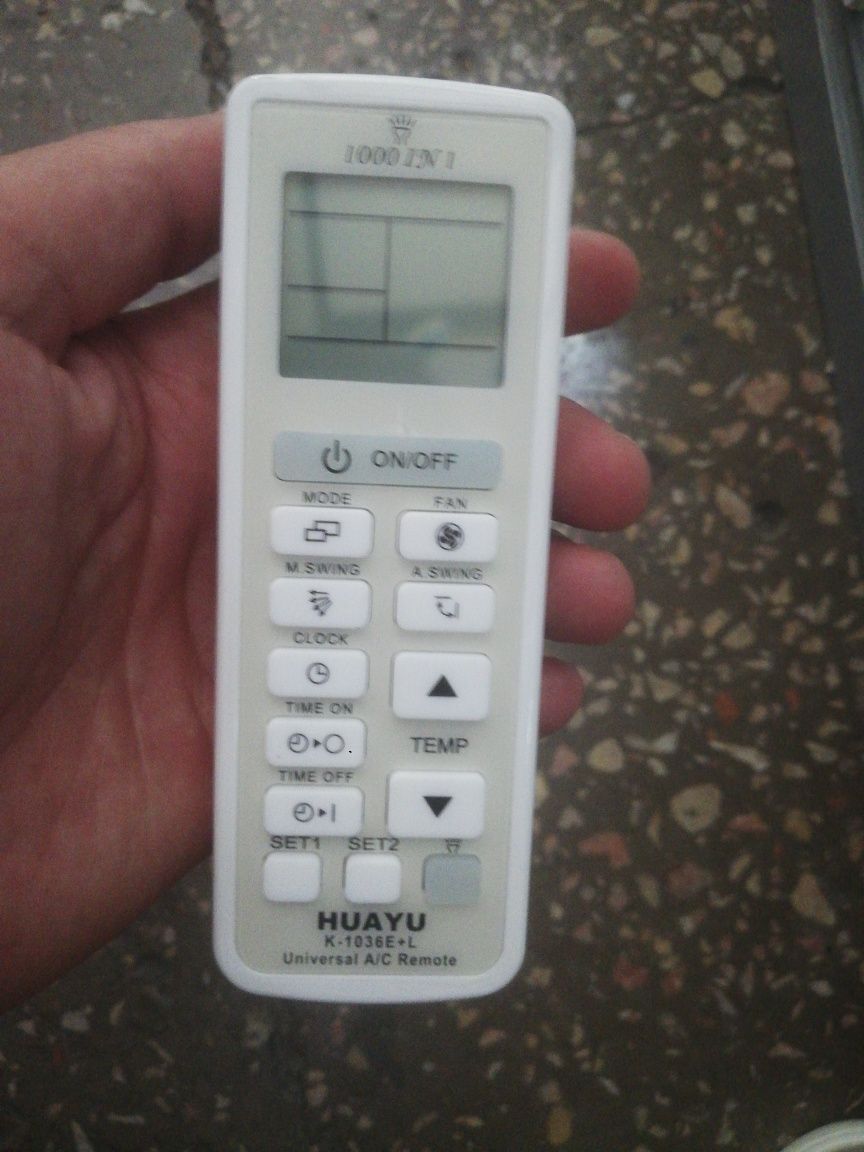 1000 IN 1
ON/OFF
MODE
FAN
M.SWING
A.SWING
CLOCK
TIME ON
TEMP
TIME OFF
SET1
SET2
HUAYU
K-1036E+L
Universal A/C Remote